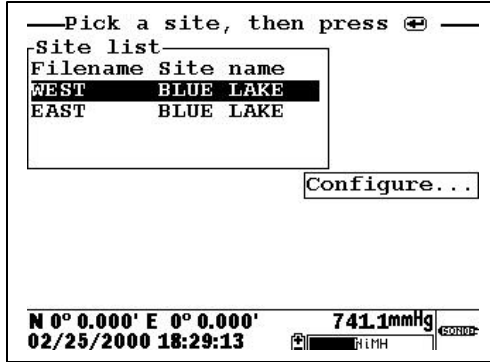 Pick a site, then press
Site list
Filename Site name
WEST BLUE LAKE
EAST BLUE LAKE
Configure...
N 0° 0.000' E 0° 0.000' 741.1mmHg
02/25/2000 18:29:13 NiMH